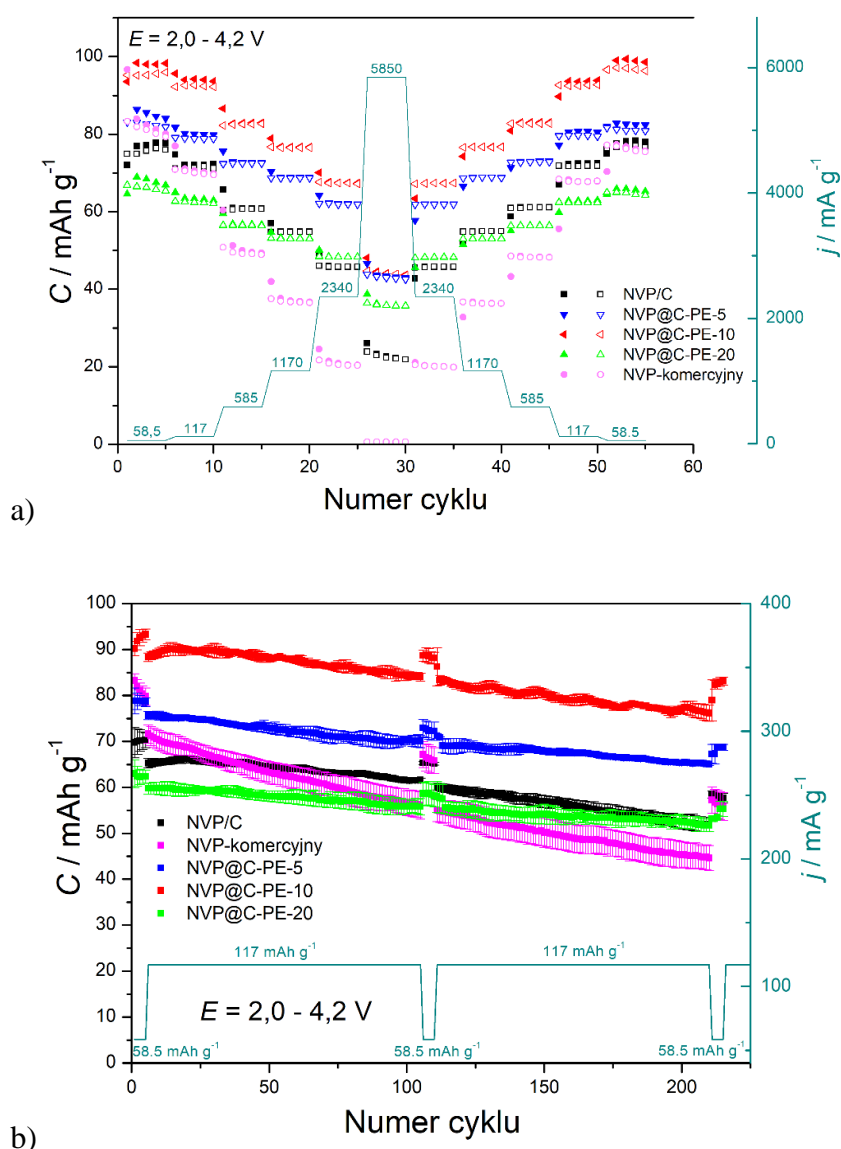 E = 2,0 - 4,2 V
5850
2340
2340
1170
1170
585
585
117
117
58,5
58.5
NVP/C
NVP@C-PE-5
NVP@C-PE-10
NVP@C-PE-20
NVP-komercyjny
100
80
60
40
20
0
C / mAh g⁻¹
6000
4000
2000
0
j / mA g⁻¹
0 10 20 30 40 50 60
Numer cyklu
a)
100
90
80
70
60
50
40
30
20
10
0
C / mAh g⁻¹
400
300
200
100
j / mA g⁻¹
NVP/C
NVP-komercyjny
NVP@C-PE-5
NVP@C-PE-10
NVP@C-PE-20
117 mAh g⁻¹ 117 mAh g⁻¹
E = 2,0 - 4,2 V
58.5 mAh g⁻¹ 58.5 mAh g⁻¹ 58.5 mAh g⁻¹
0 50 100 150 200
Numer cyklu
b)